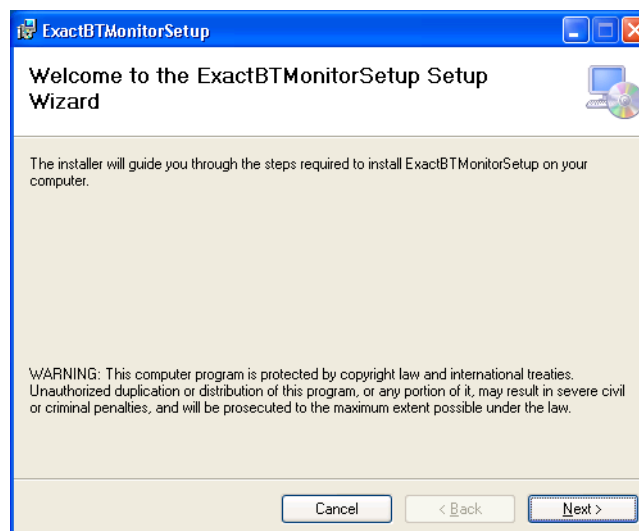 ExactBTMonitorSetup
Welcome to the ExactBTMonitorSetup Setup
Wizard
The installer will guide you through the steps required to install ExactBTMonitorSetup on your
computer.
WARNING: This computer program is protected by copyright law and international treaties.
Unauthorized duplication or distribution of this program, or any portion of it, may result in severe civil
or criminal penalties, and will be prosecuted to the maximum extent possible under the law.
Cancel < Back Next >